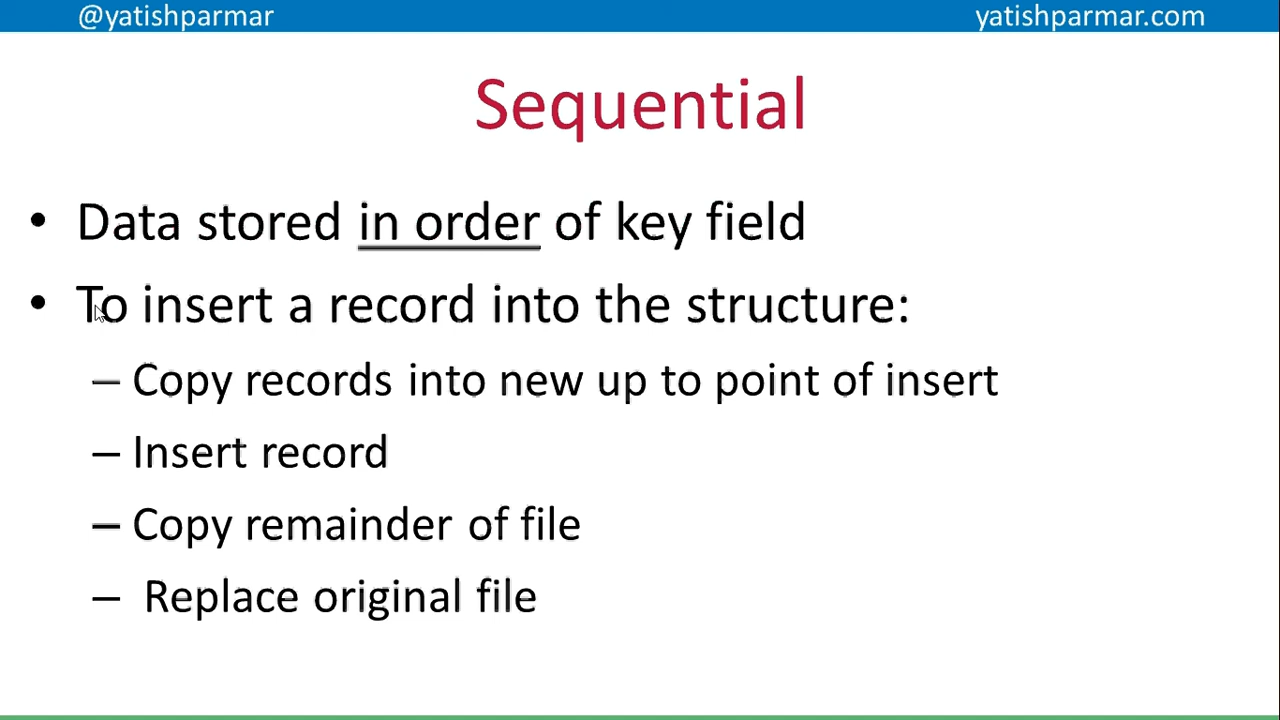 @yatishparmar yatishparmar.com
Sequential
• Data stored in order of key field
• To insert a record into the structure:
– Copy records into new up to point of insert
– Insert record
– Copy remainder of file
– Replace original file